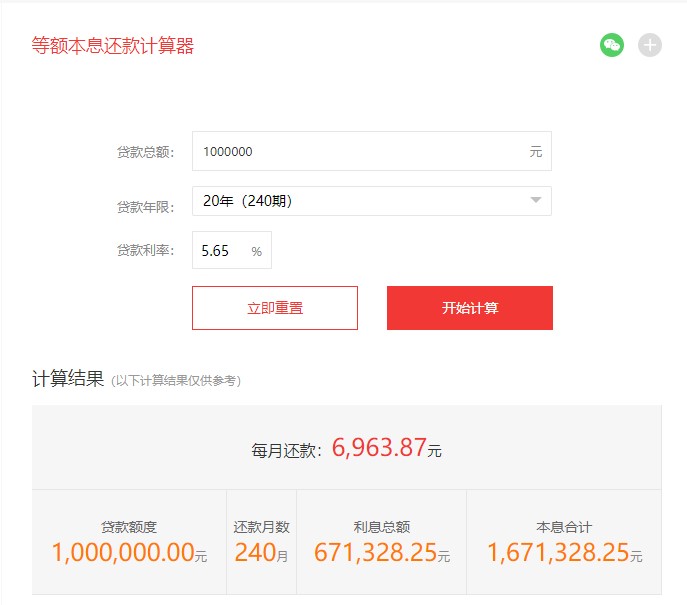 等额本息还款计算器
贷款总额： 1000000 元
贷款年限： 20年（240期）
贷款利率： 5.65 %
立即重置 开始计算
计算结果 (以下计算结果仅供参考)
每月还款：6,963.87元
贷款额度 还款月数 利息总额 本息合计
1,000,000.00元 240月 671,328.25元 1,671,328.25元